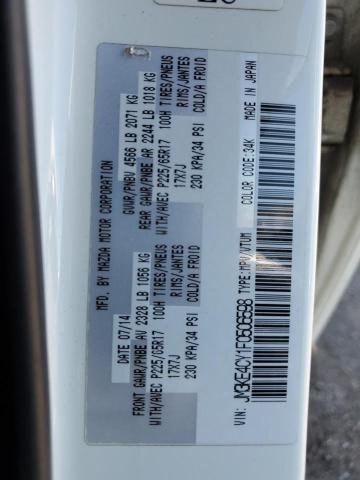 MFD. BY MAZDA MOTOR CORPORATION
DATE 07/14 GVWR/PNBV 4566 LB 2071 KG
FRONT GAWR/PNBE AV 2328 LB 1056 KG REAR GAWR/PNBE AR 2244 LB 1018 KG
WITH/AVEC P225/65R17 100H TIRES/PNEUS WITH/AVEC P225/65R17 100H TIRES/PNEUS
17X7J RIMS/JANTES 17X7J RIMS/JANTES
230 KPA/34 PSI COLD/A FROID 230 KPA/34 PSI COLD/A FROID
VIN: JM3KE4CY1F0506598 TYPE:MPV/VTUM COLOR CODE:34K MADE IN JAPAN